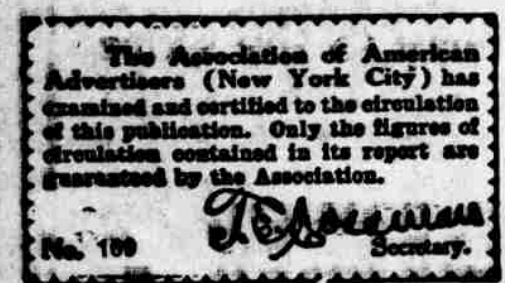 The Association of American
Advertisers (New York City) has
examined and certified to the circulation
of this publication. Only the figures of
circulation contained in its report are
guaranteed by the Association.
No. 169
Secretary.